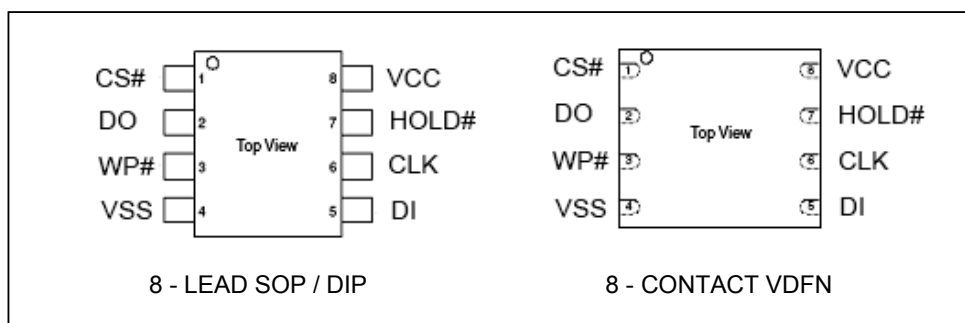 CS# 1 8 VCC
DO 2 7 HOLD#
Top View
WP# 3 6 CLK
VSS 4 5 DI
8 - LEAD SOP / DIP
CS# 1 8 VCC
DO 2 7 HOLD#
Top View
WP# 3 6 CLK
VSS 4 5 DI
8 - CONTACT VDFN